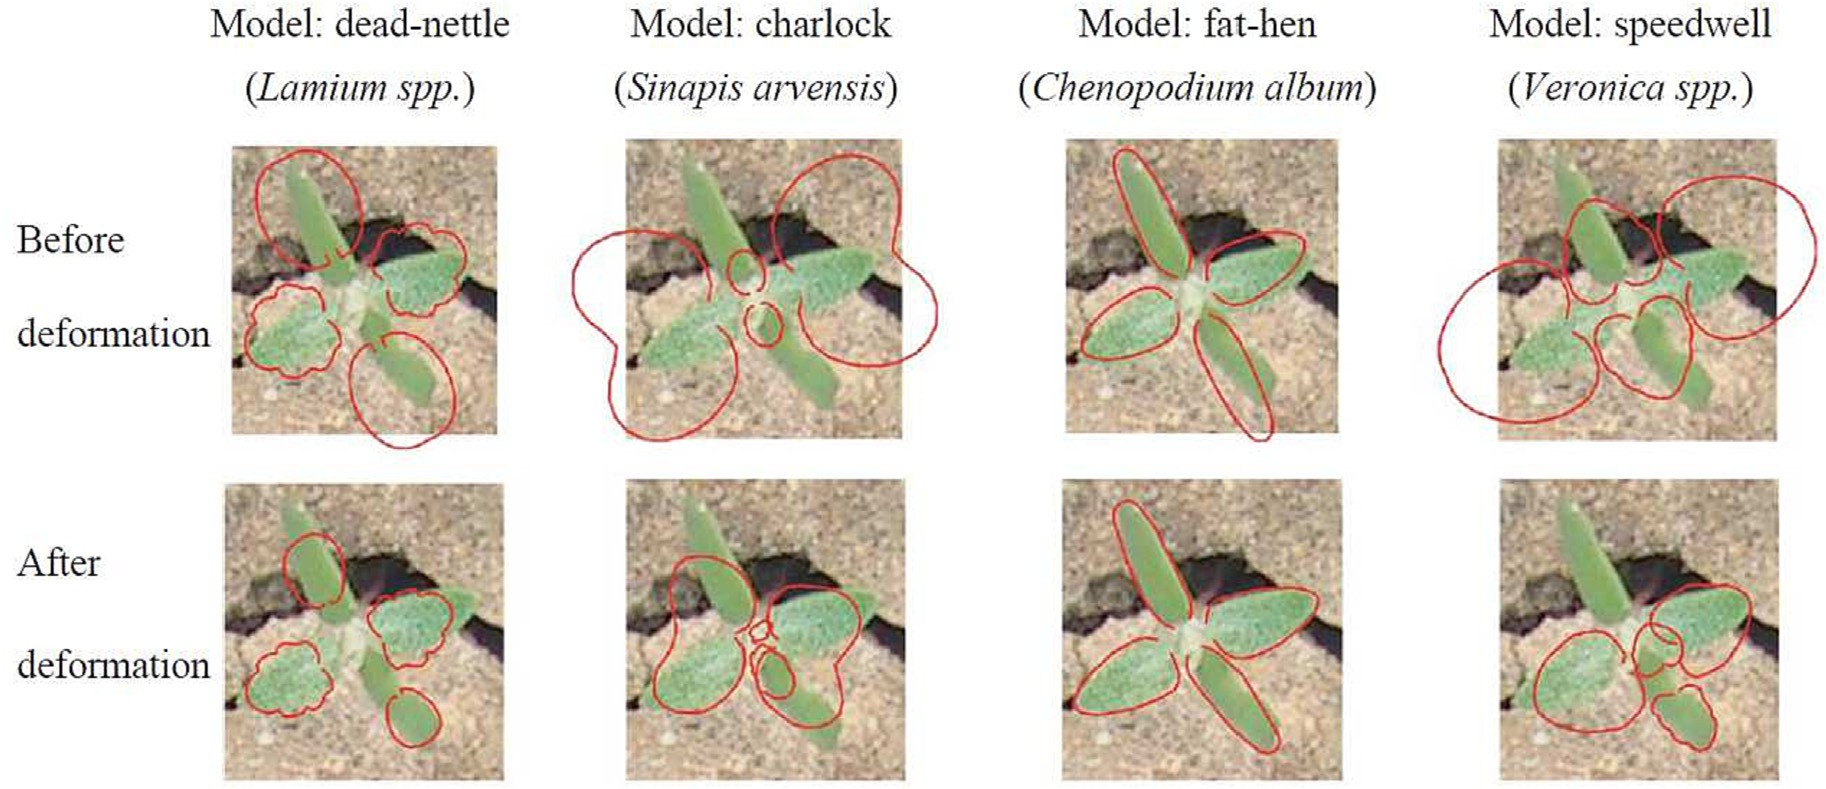 Model: dead-nettle
(Lamium spp.)
Model: charlock
(Sinapis arvensis)
Model: fat-hen
(Chenopodium album)
Model: speedwell
(Veronica spp.)
Before
deformation
After
deformation